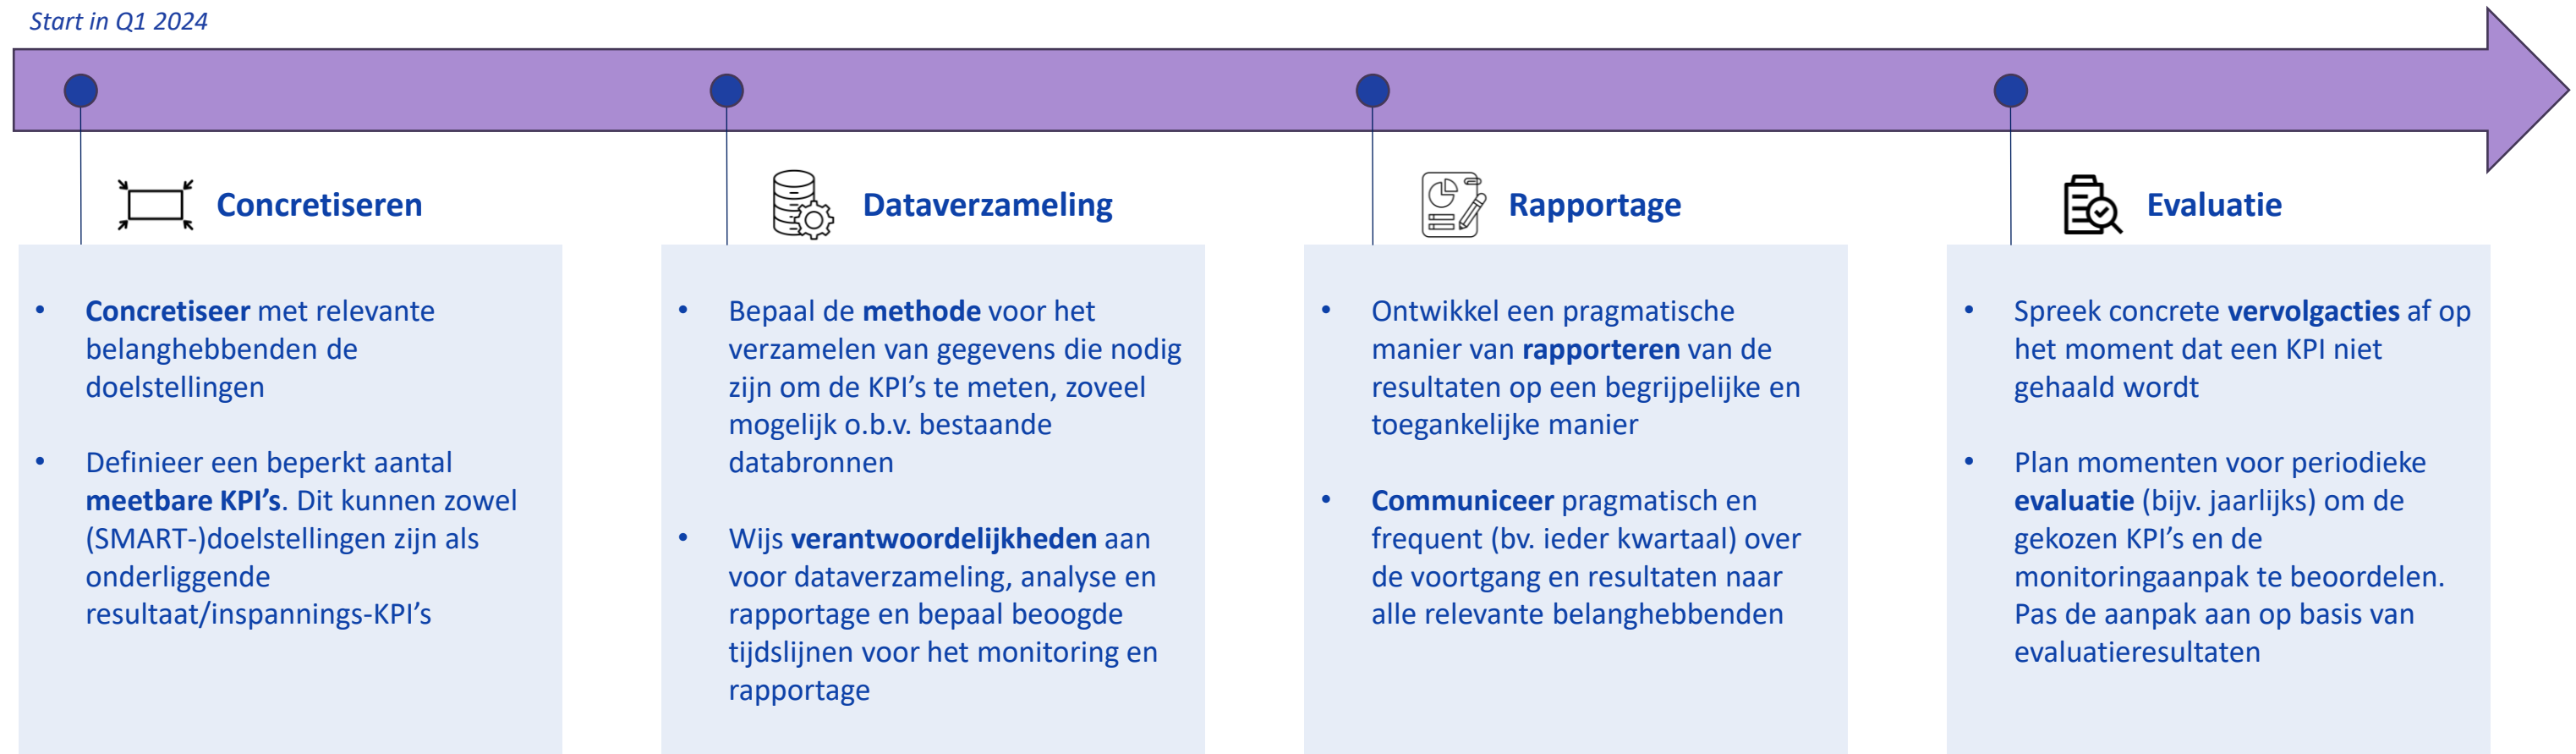 Start in Q1 2024
Concretiseren
• Concretiseer met relevante
belanghebbenden de
doelstellingen
• Definieer een beperkt aantal
meetbare KPI’s. Dit kunnen zowel
(SMART-)doelstellingen zijn als
onderliggende
resultaat/inspannings-KPI’s
Dataverzameling
• Bepaal de methode voor het
verzamelen van gegevens die nodig
zijn om de KPI’s te meten, zoveel
mogelijk o.b.v. bestaande
databronnen
• Wijs verantwoordelijkheden aan
voor dataverzameling, analyse en
rapportage en bepaal beoogde
tijdslijnen voor het monitoring en
rapportage
Rapportage
• Ontwikkel een pragmatische
manier van rapporteren van de
resultaten op een begrijpelijke en
toegankelijke manier
• Communiceer pragmatisch en
frequent (bv. ieder kwartaal) over
de voortgang en resultaten naar
alle relevante belanghebbenden
Evaluatie
• Spreek concrete vervolgacties af op
het moment dat een KPI niet
gehaald wordt
• Plan momenten voor periodieke
evaluatie (bijv. jaarlijks) om de
gekozen KPI’s en de
monitoringaanpak te beoordelen.
Pas de aanpak aan op basis van
evaluatieresultaten